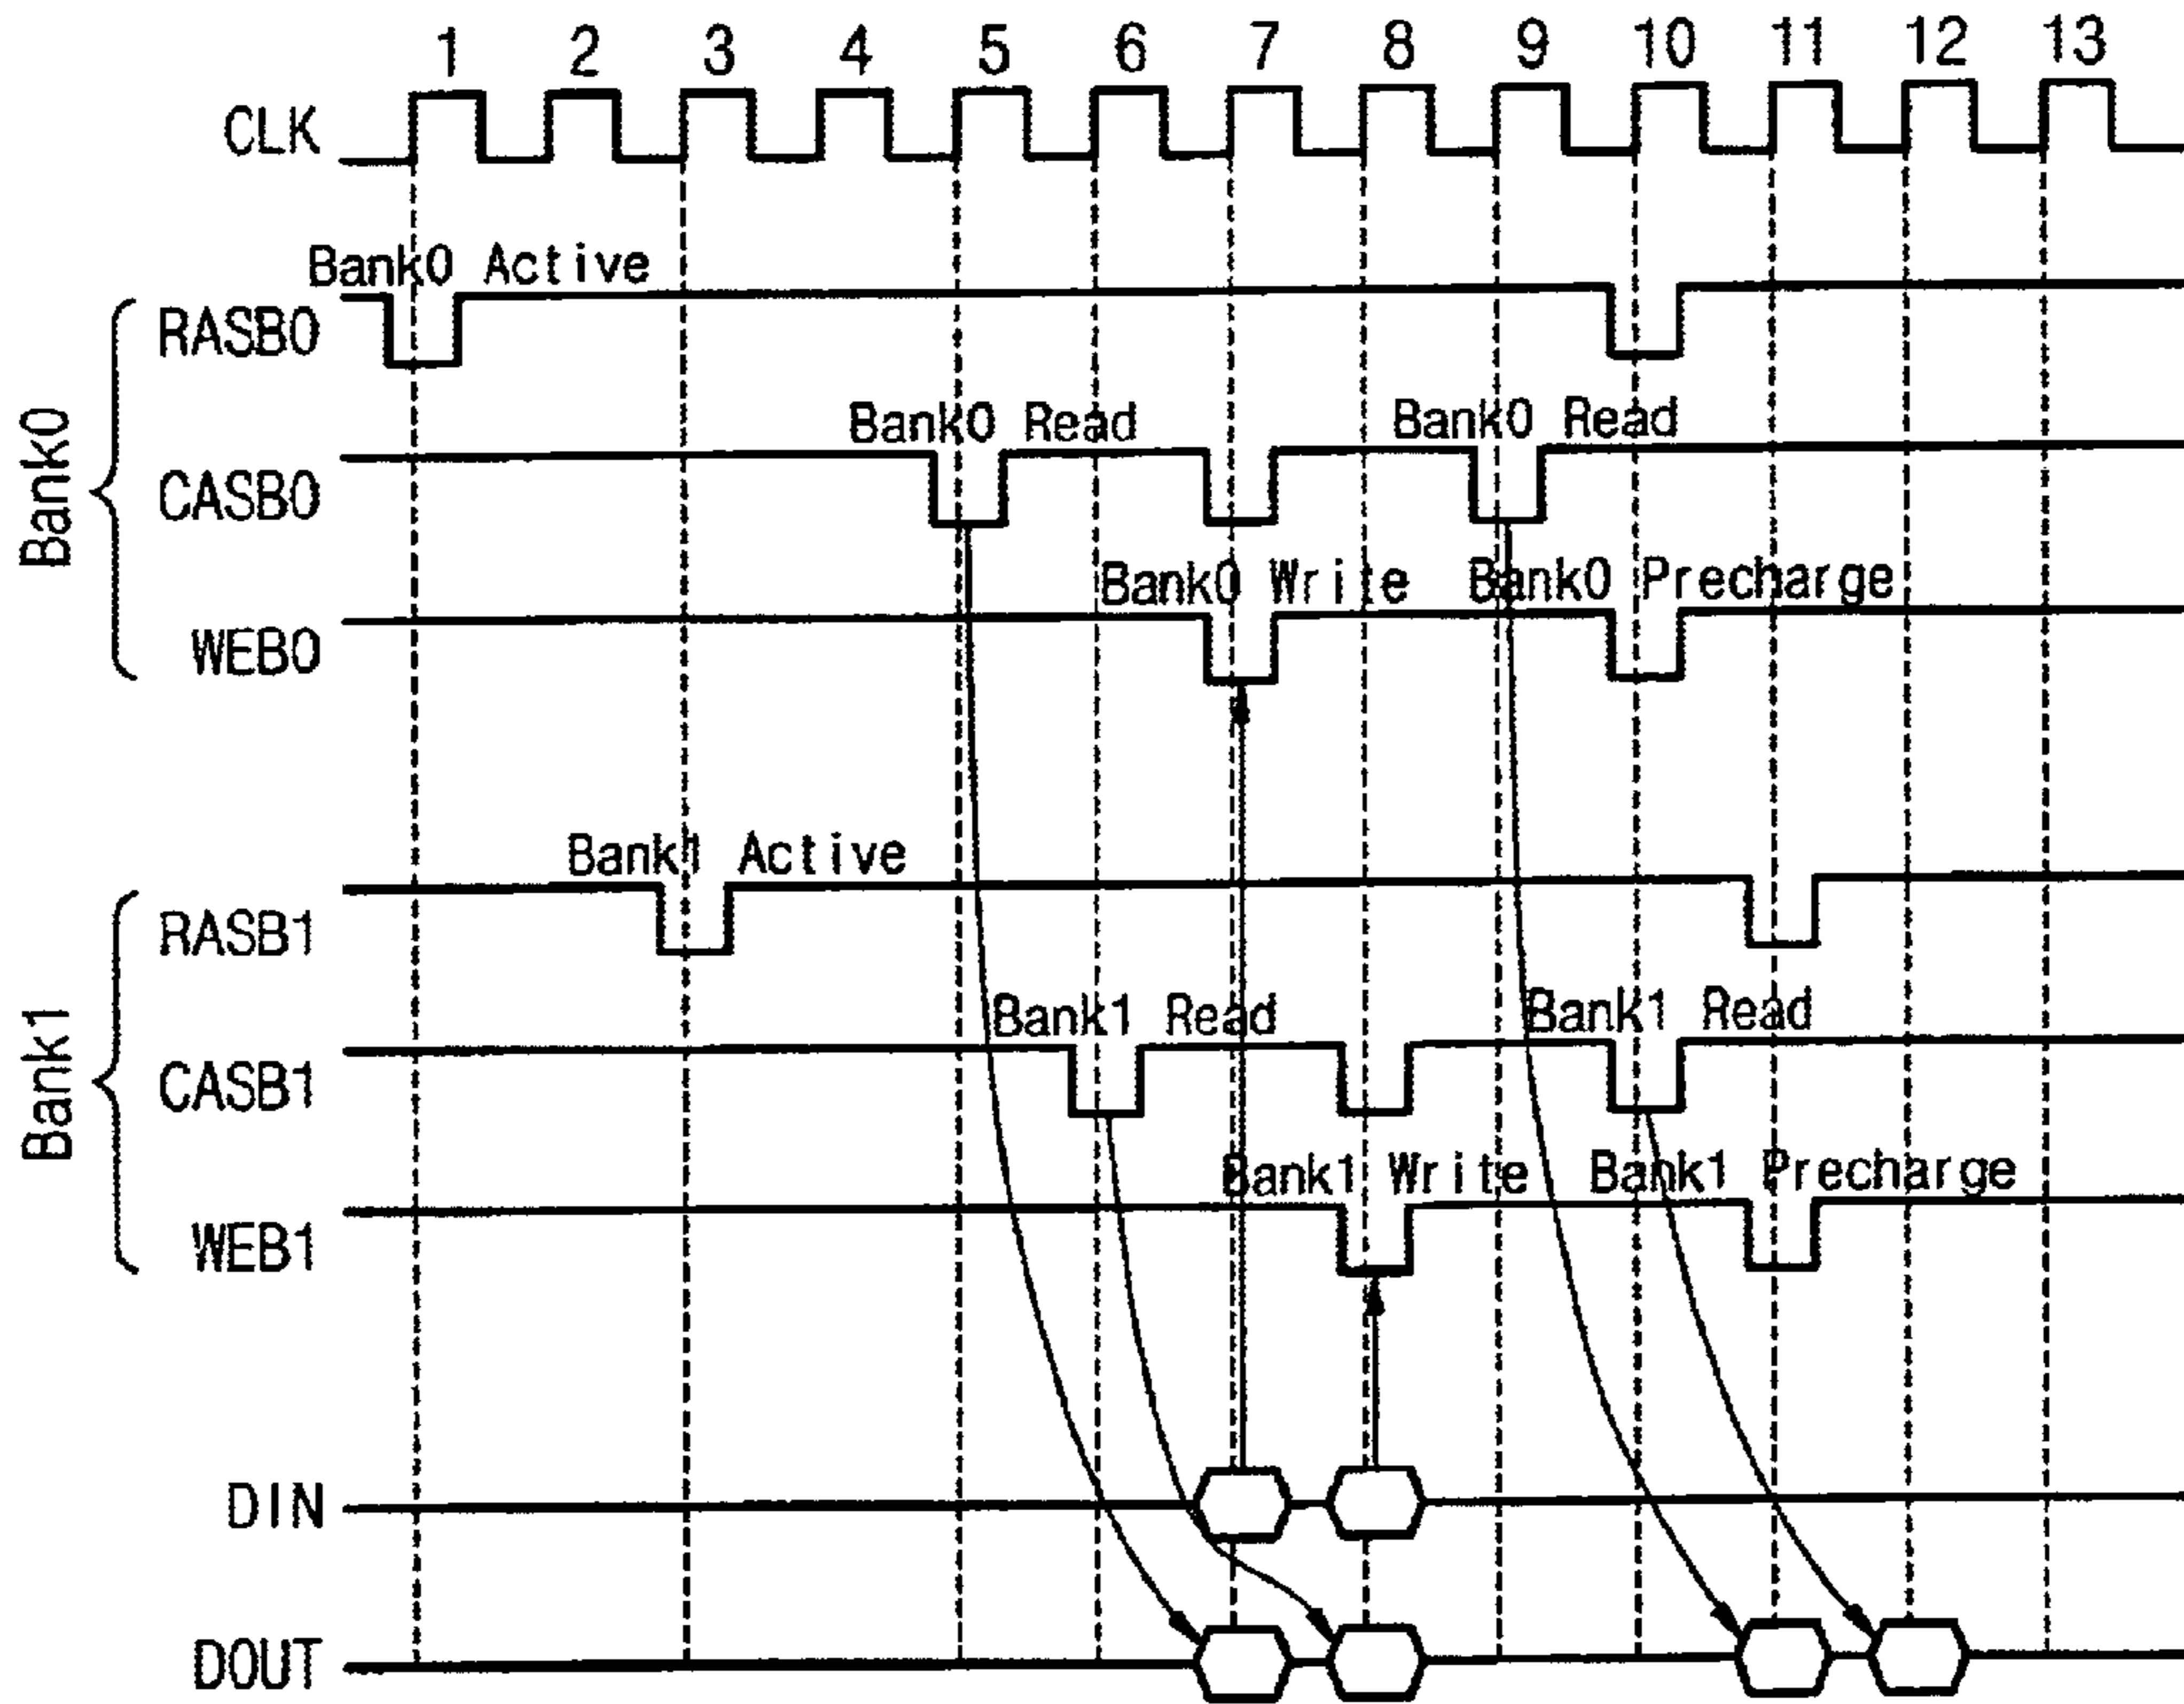 1 2 3 4 5 6 7 8 9 10 11 12 13
CLK
Bank0 Active
RASB0
Bank0 Read Bank0 Read
CASB0
Bank0
Bank0 Write Bank0 Precharge
WEB0
Bank1 Active
RASB1
Bank1 Read Bank1 Read
CASB1
Bank1
Bank1 Write Bank1 Precharge
WEB1
DIN
DOUT